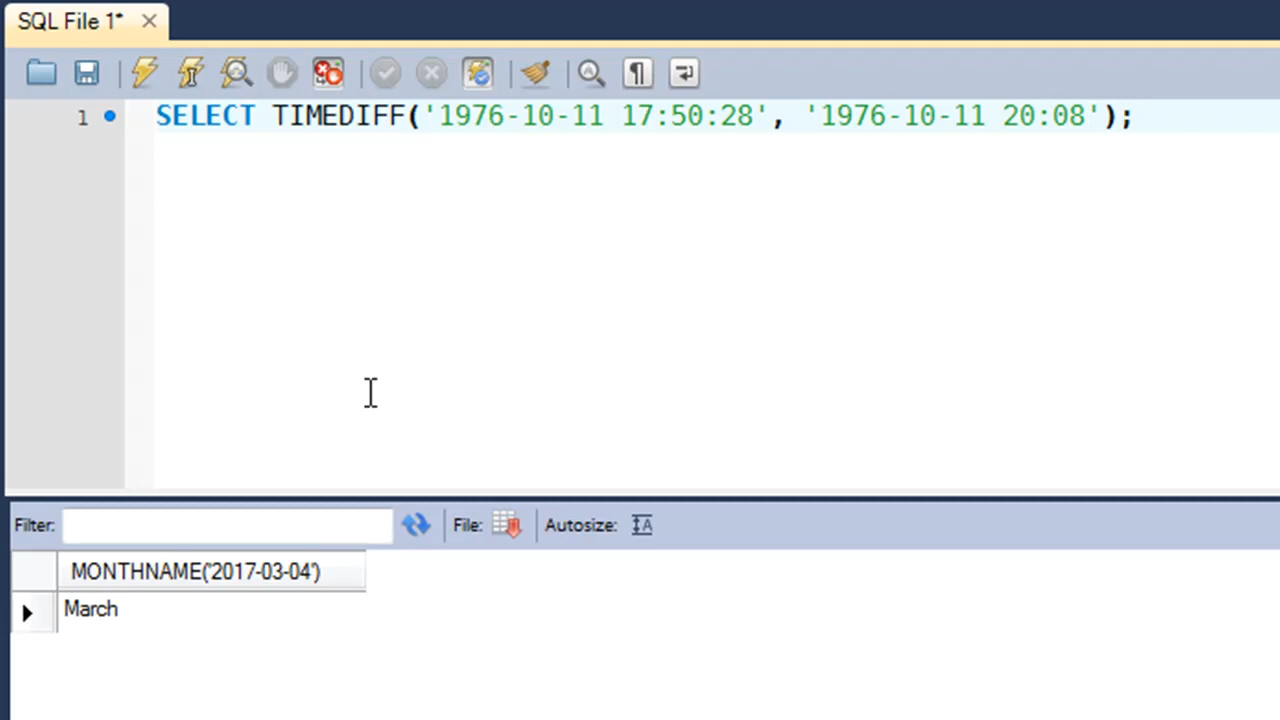 SQL File 1*
1 SELECT TIMEDIFF('1976-10-11 17:50:28', '1976-10-11 20:08');
Filter: File: Autosize:
MONTHNAME('2017-03-04')
March